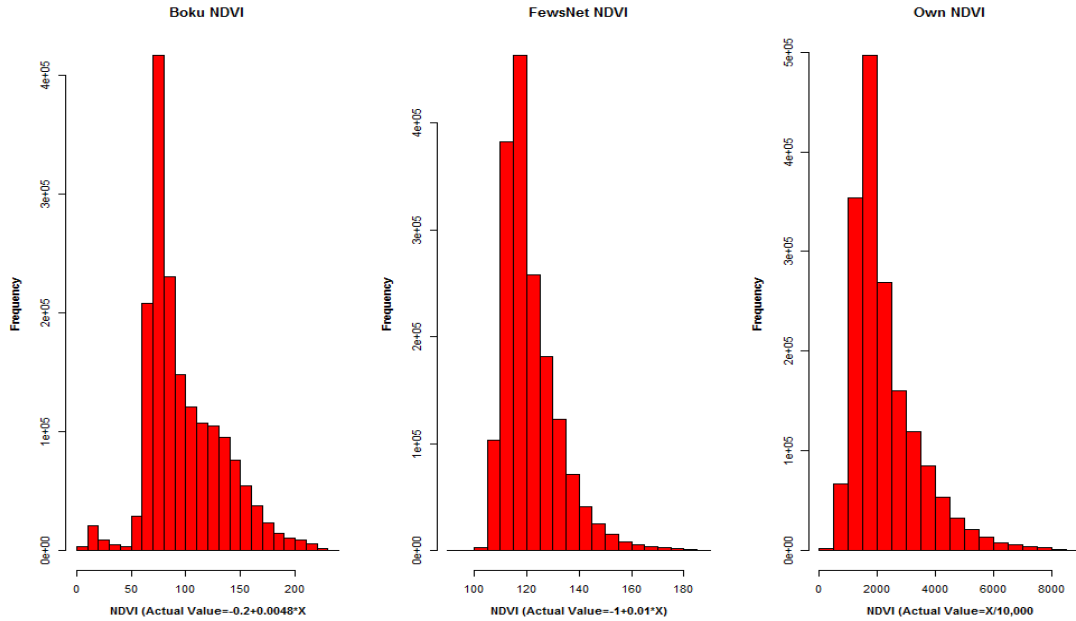 Boku NDVI
FewsNet NDVI
Own NDVI
Frequency
0e+00
1e+05
2e+05
3e+05
4e+05
0 50 100 150 200
NDVI (Actual Value=-0.2+0.0048*X
Frequency
0e+00
1e+05
2e+05
3e+05
4e+05
100 120 140 160 180
NDVI (Actual Value=-1+0.01*X)
Frequency
0e+00
1e+05
2e+05
3e+05
4e+05
5e+05
0 2000 4000 6000 8000
NDVI (Actual Value=X/10,000